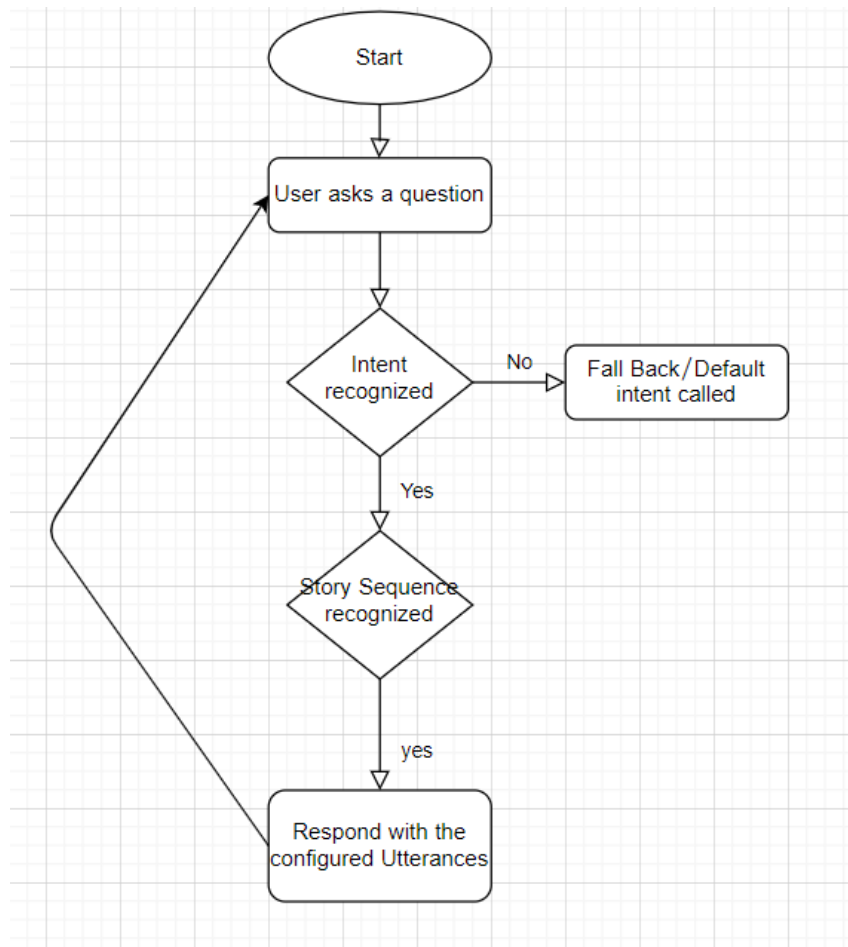 Start
User asks a question
Intent
recognized
No
Fall Back/Default
intent called
Yes
Story Sequence
recognized
yes
Respond with the
configured Utterances